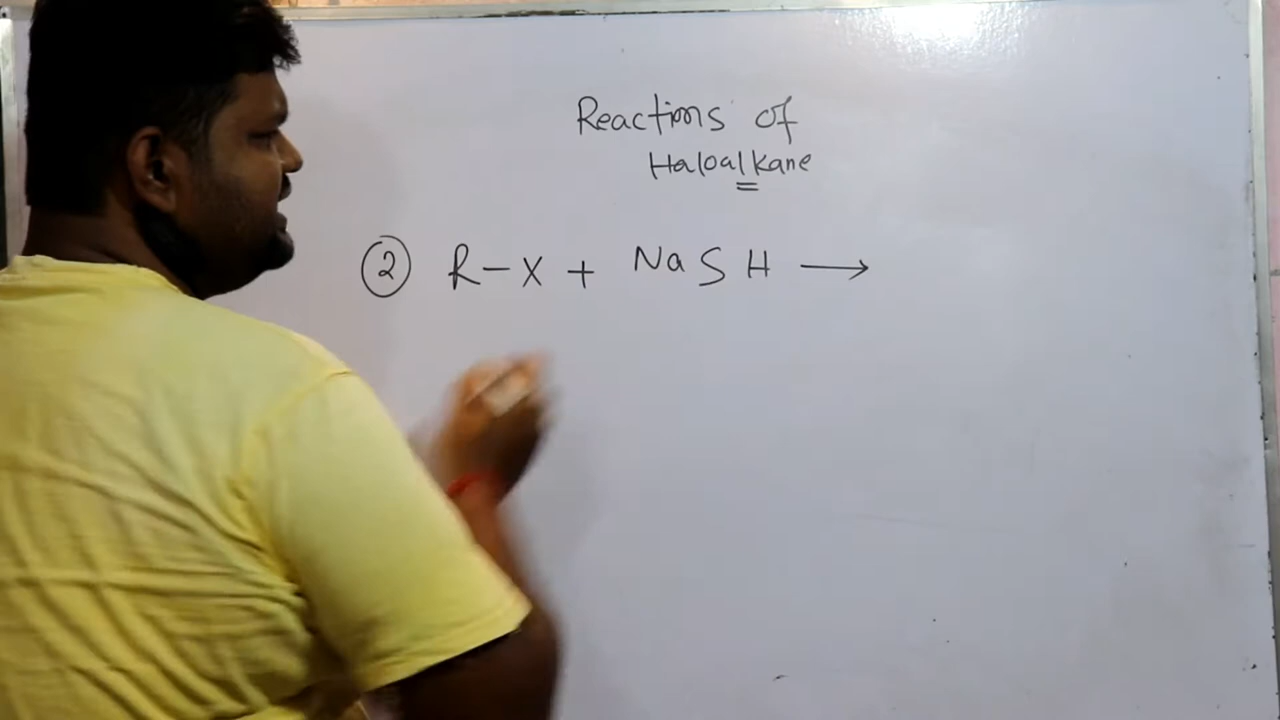 Reactions of
Haloalkane
② R-X + NaSH ⟶